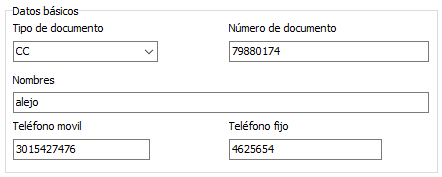 Datos básicos
Tipo de documento Número de documento
CC 79880174
Nombres
alejo
Teléfono movil Teléfono fijo
3015427476 4625654